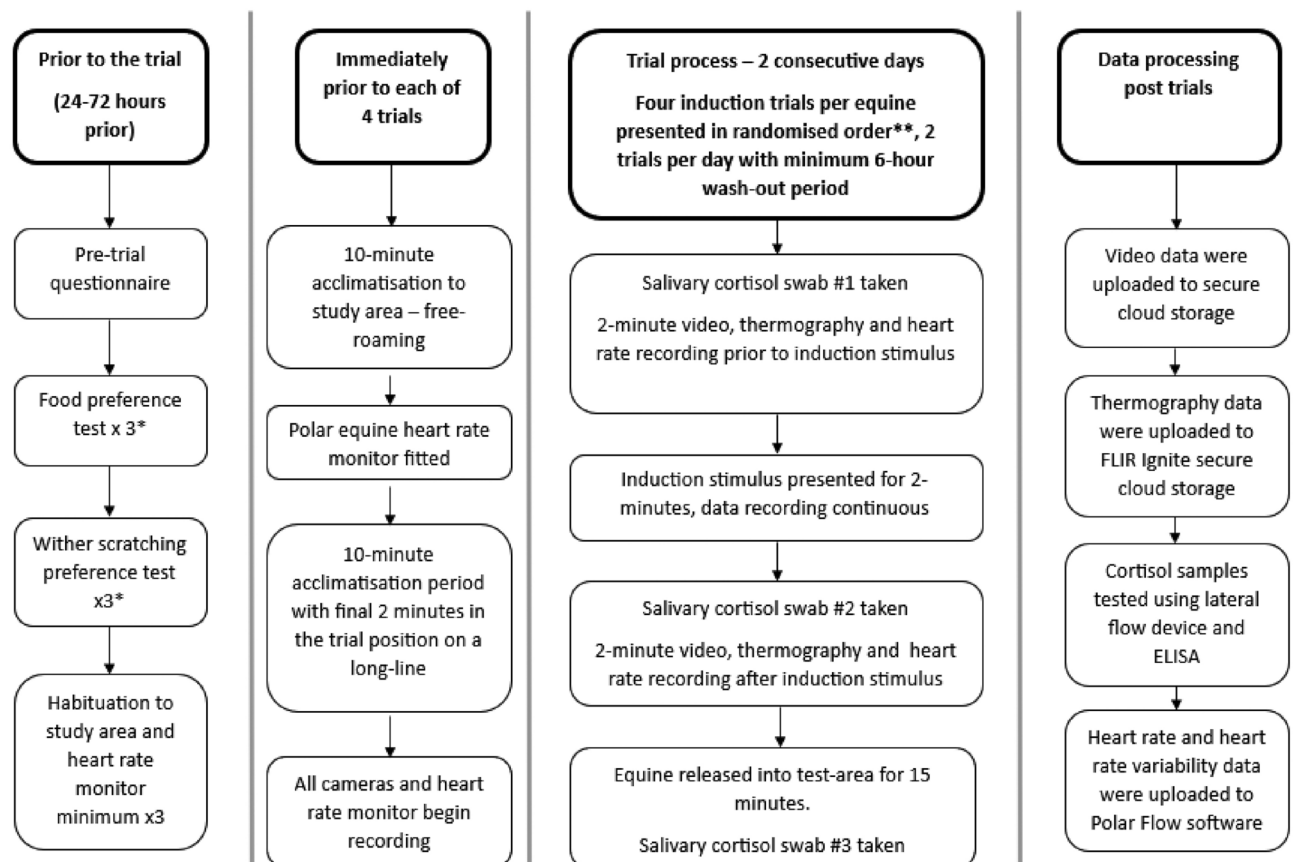 Prior to the trial
(24-72 hours
prior)
Pre-trial
questionnaire
Food preference
test x 3*
Wither scratching
preference test
x3*
Habituation to
study area and
heart rate
monitor
minimum x3
Immediately
prior to each of
4 trials
10-minute
acclimatisation to
study area – free-
roaming
Polar equine heart rate
monitor fitted
10-minute
acclimatisation period
with final 2 minutes in
the trial position on a
long-line
All cameras and heart
rate monitor begin
recording
Trial process – 2 consecutive days
Four induction trials per equine
presented in randomised order**, 2
trials per day with minimum 6-hour
wash-out period
Salivary cortisol swab #1 taken
2-minute video, thermography and heart
rate recording prior to induction stimulus
Induction stimulus presented for 2-
minutes, data recording continuous
Salivary cortisol swab #2 taken
2-minute video, thermography and heart
rate recording after induction stimulus
Equine released into test-area for 15
minutes.
Salivary cortisol swab #3 taken
Data processing
post trials
Video data were
uploaded to secure
cloud storage
Thermography data
were uploaded to
FLIR Ignite secure
cloud storage
Cortisol samples
tested using lateral
flow device and
ELISA
Heart rate and heart
rate variability data
were uploaded to
Polar Flow software